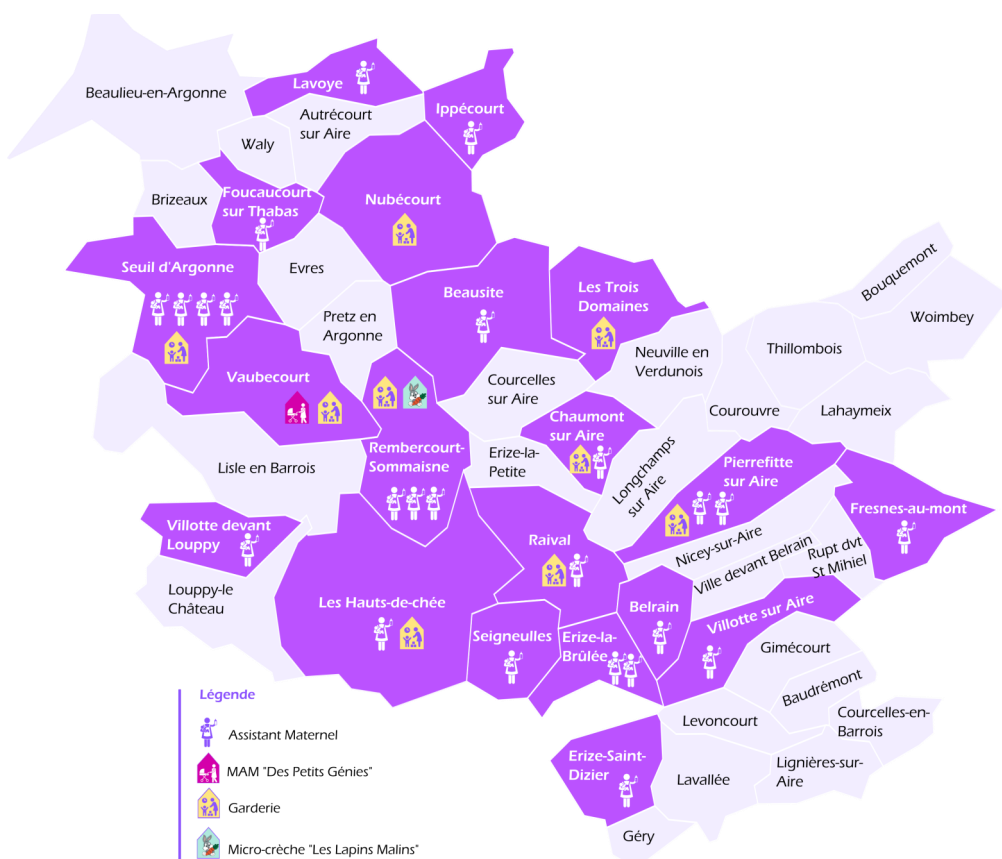 Beaulieu-en-Argonne
Lavoye
Ippécourt
Autrécourt
sur Aire
Waly
Brizeaux
Foucaucourt
sur Thabas
Nubécourt
Seuil d'Argonne
Evres
Beausite
Les Trois
Domaines
Bouquemont
Woimbey
Pretz en
Argonne
Thillombois
Neuville en
Verdunois
Vaubecourt
Courcelles
sur Aire
Courouvre
Lahaymeix
Chaumont
sur Aire
Rembercourt-
Sommaisne
Erize-la-
Petite
Longchamps
sur Aire
Pierrefitte
sur Aire
Lisle en Barrois
Fresnes-au-mont
Villotte devant
Louppy
Raival
Nicey-sur-Aire
Ville devant Belrain
Rupt dvt
St Mihiel
Louppy-le
Château
Les Hauts-de-chée
Belrain
Villotte sur Aire
Seigneulles
Erize-la-
Brûlée
Gimécourt
Baudrémont
Levoncourt
Courcelles-en-
Barrois
Erize-Saint-
Dizier
Lavallée
Lignières-sur-
Aire
Géry
Légende
Assistant Maternel
MAM "Des Petits Génies"
Garderie
Micro-crèche "Les Lapins Malins"